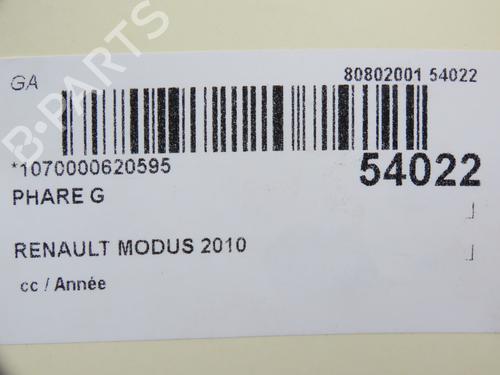 GA
80802001 54022
*1070000620595
54022
PHARE G
RENAULT MODUS 2010
cc / Année
B-PARTS